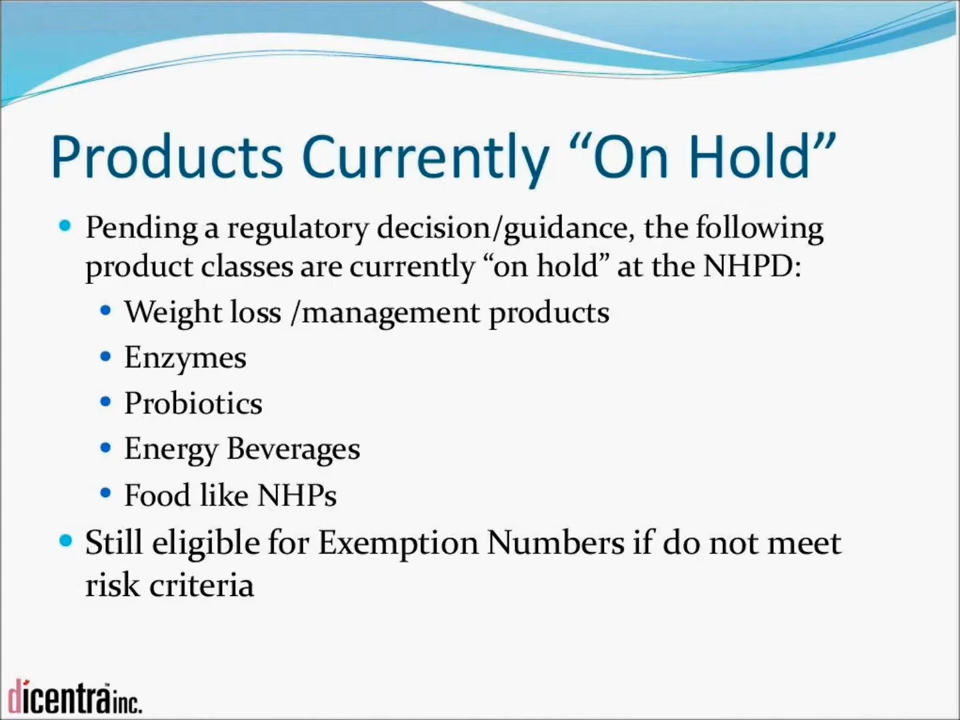 Products Currently “On Hold”
• Pending a regulatory decision/guidance, the following
product classes are currently “on hold” at the NHPD:
• Weight loss /management products
• Enzymes
• Probiotics
• Energy Beverages
• Food like NHPs
• Still eligible for Exemption Numbers if do not meet
risk criteria
dicentra™ inc.